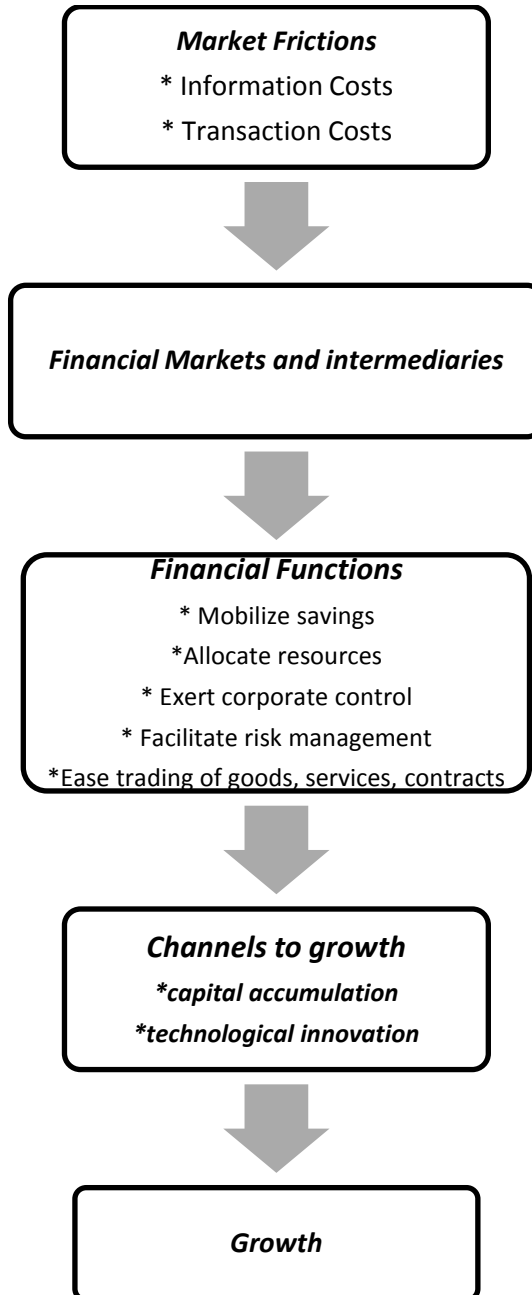 Market Frictions
* Information Costs
* Transaction Costs
Financial Markets and intermediaries
Financial Functions
* Mobilize savings
*Allocate resources
* Exert corporate control
* Facilitate risk management
*Ease trading of goods, services, contracts
Channels to growth
*capital accumulation
*technological innovation
Growth